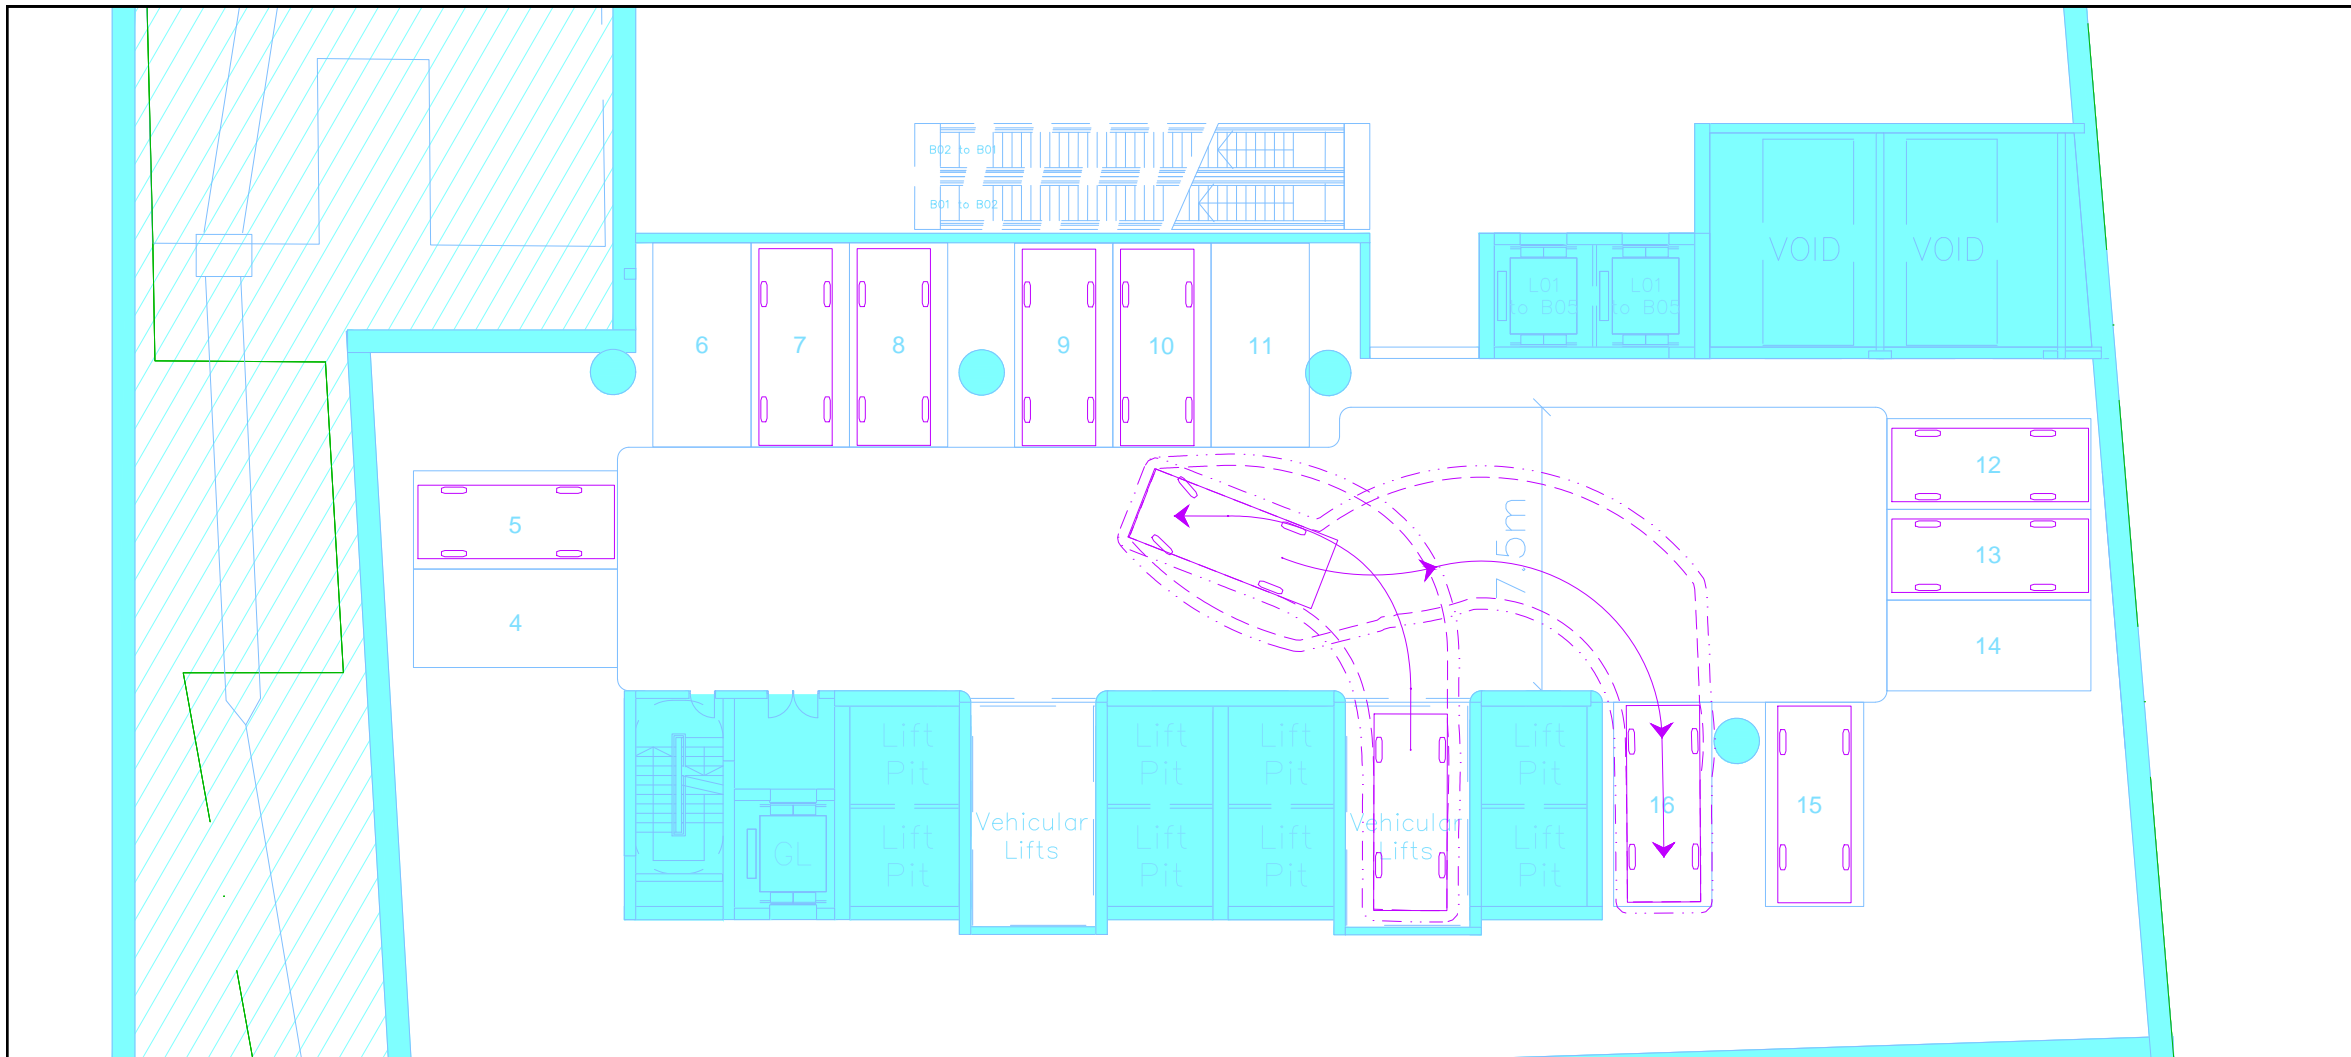 B02 to B01
B01 to B02
VOID
VOID
L01
to B05
L01
to B05
6
7
8
9
10
11
12
5
7.5m
13
4
14
Lift
Pit
Lift
Pit
Lift
Pit
Lift
Pit
16
15
Vehicular
Lifts
Vehicular
Lifts
GL
Lift
Pit
Lift
Pit
Lift
Pit
Lift
Pit